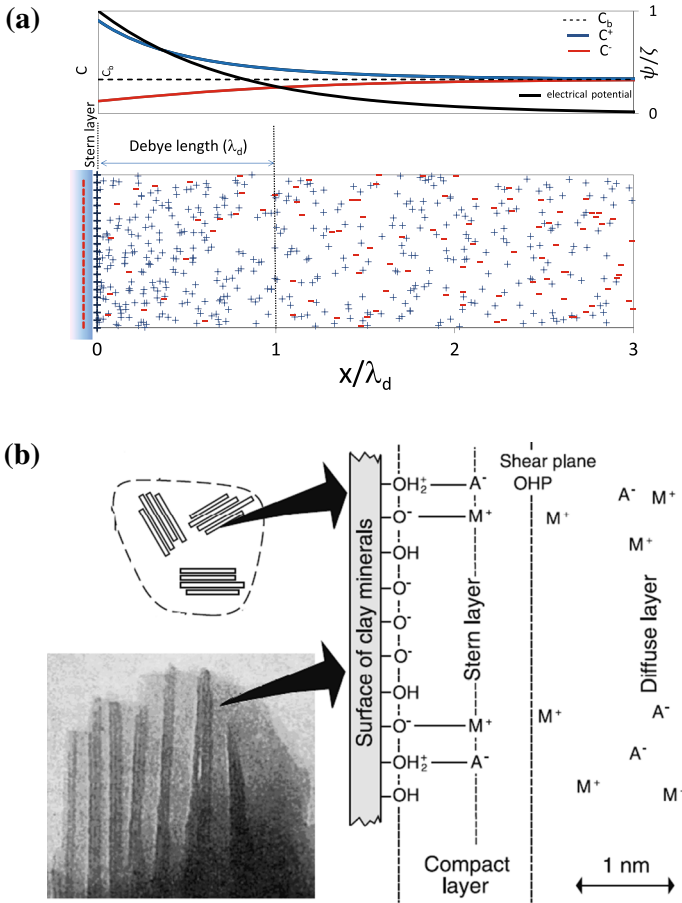 (a)
1
C_b
C⁺
C⁻
ζ/ψ
C
C_b
electrical potential
0
Stern layer
Debye length (λ_d)
0
1
2
3
x/λ_d
(b)
Shear plane
OHP
OH₂⁺ A⁻
A⁻ M⁺
O⁻ M⁺
M⁺
OH
M⁺
O⁻
O⁻
O⁻
OH
O⁻ M⁺
M⁺ A⁻
OH₂⁺ A⁻
A⁻
OH
M⁺ M⁻
Surface of clay minerals
Stern layer
Diffuse layer
Compact
layer
1 nm